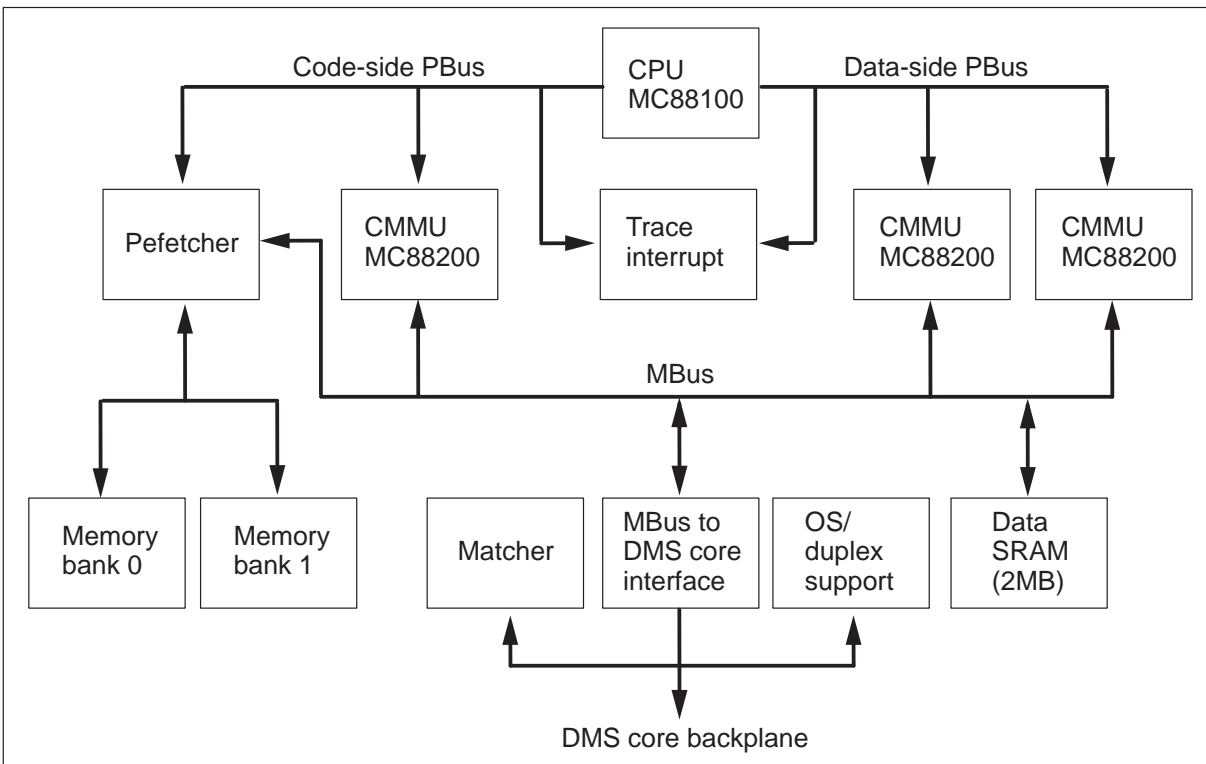 Code-side PBus
CPU
MC88100
Data-side PBus
Pefetcher
CMMU
MC88200
Trace
interrupt
CMMU
MC88200
CMMU
MC88200
MBus
Memory
bank 0
Memory
bank 1
Matcher
MBus to
DMS core
interface
OS/
duplex
support
Data
SRAM
(2MB)
DMS core backplane